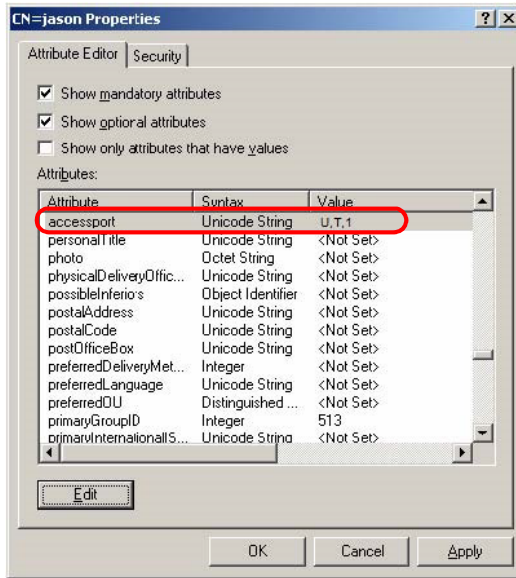 CN=jason Properties
Attribute Editor Security
Show mandatory attributes
Show optional attributes
Show only attributes that have values
Attributes:
Attribute Syntax Value
accessport Unicode String U,T,1
personalTitle Unicode String <Not Set>
photo Octet String <Not Set>
physicalDeliveryOffic... Unicode String <Not Set>
possibleInferiors Object Identifier <Not Set>
postalAddress Unicode String <Not Set>
postalCode Unicode String <Not Set>
postOfficeBox Unicode String <Not Set>
preferredDeliveryMet... Integer <Not Set>
preferredLanguage Unicode String <Not Set>
preferredOU Distinguished ... <Not Set>
primaryGroupID Integer 513
primaryInternationalIS... Unicode String <Not Set>
Edit
OK Cancel Apply